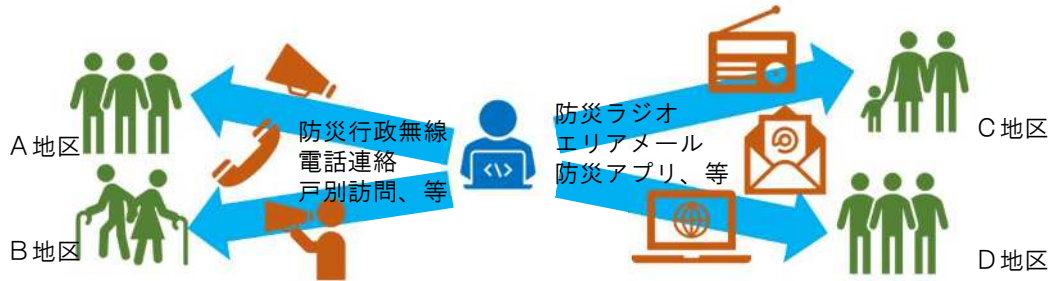 A地区
B地区
防災行政無線
電話連絡
戸別訪問、等
</>
防災ラジオ
エリアメール
防災アプリ、等
@
C地区
D地区